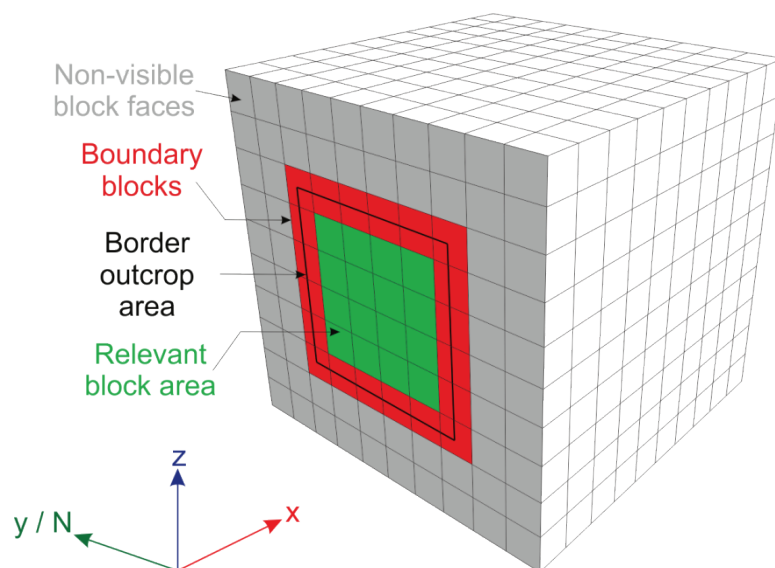 Non-visible
block faces
Boundary
blocks
Border
outcrop
area
Relevant
block area
z
y / N
x